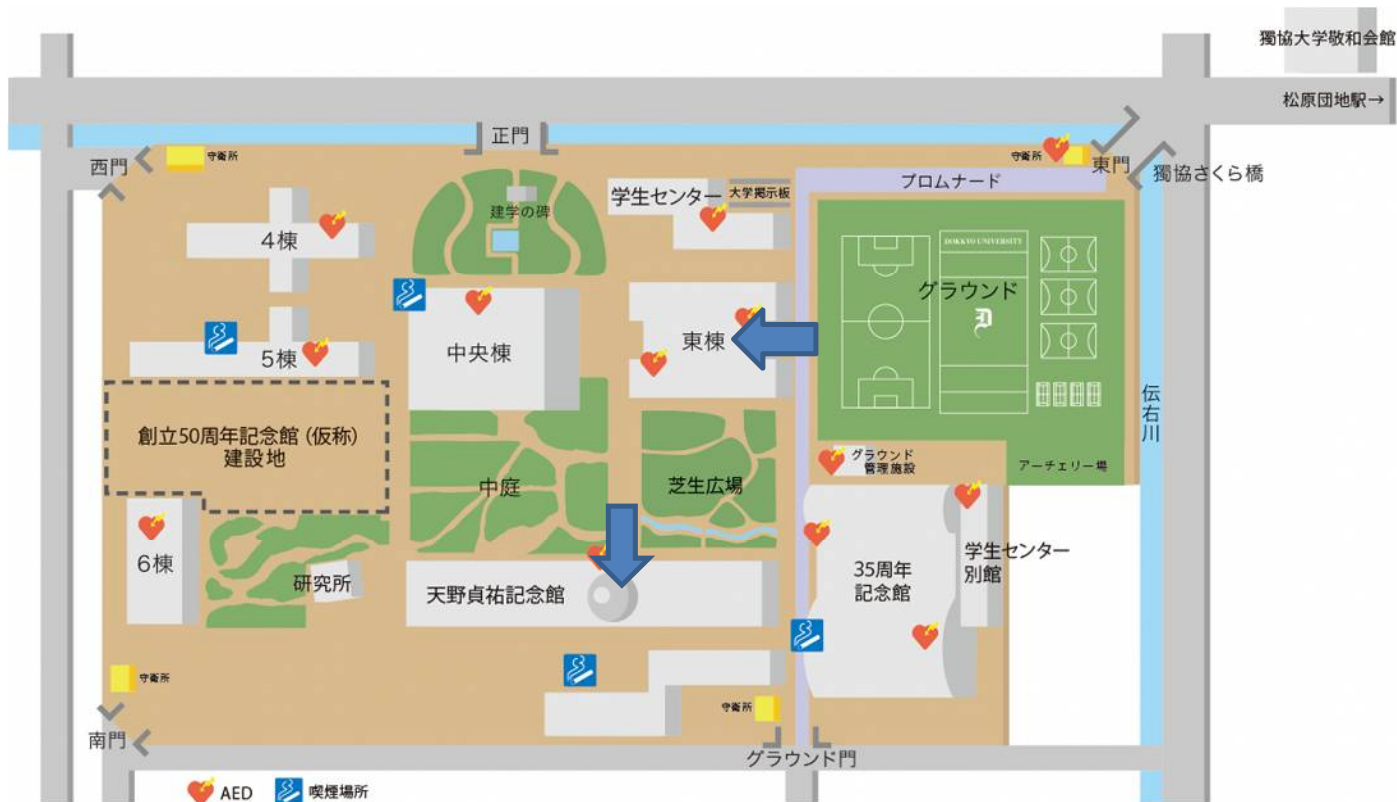 獨協大学敬和会館
松原団地駅→
正門
西門
守衛所
守衛所
東門
獨協さくら橋
プロムナード
学生センター
大学掲示板
建学の碑
4棟
DOKKYO UNIVERSITY
グラウンド
D
中央棟
東棟
5棟
伝右川
創立50周年記念館(仮称)
建設地
グラウンド
管理施設
アーチェリー場
中庭
芝生広場
6棟
研究所
天野貞祐記念館
35周年
記念館
学生センター
別館
守衛所
守衛所
南門
グラウンド門
AED
喫煙場所